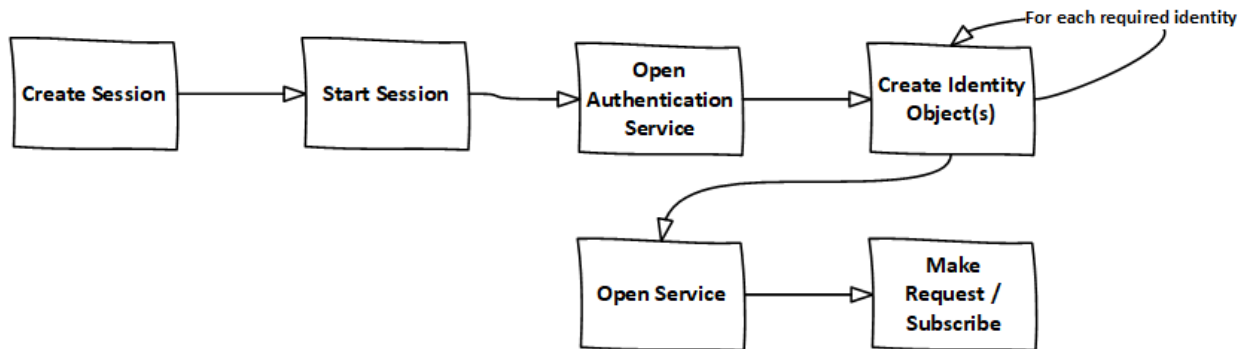 For each required identity
Create Session
Start Session
Open
Authentication
Service
Create Identity
Object(s)
Open Service
Make
Request /
Subscribe